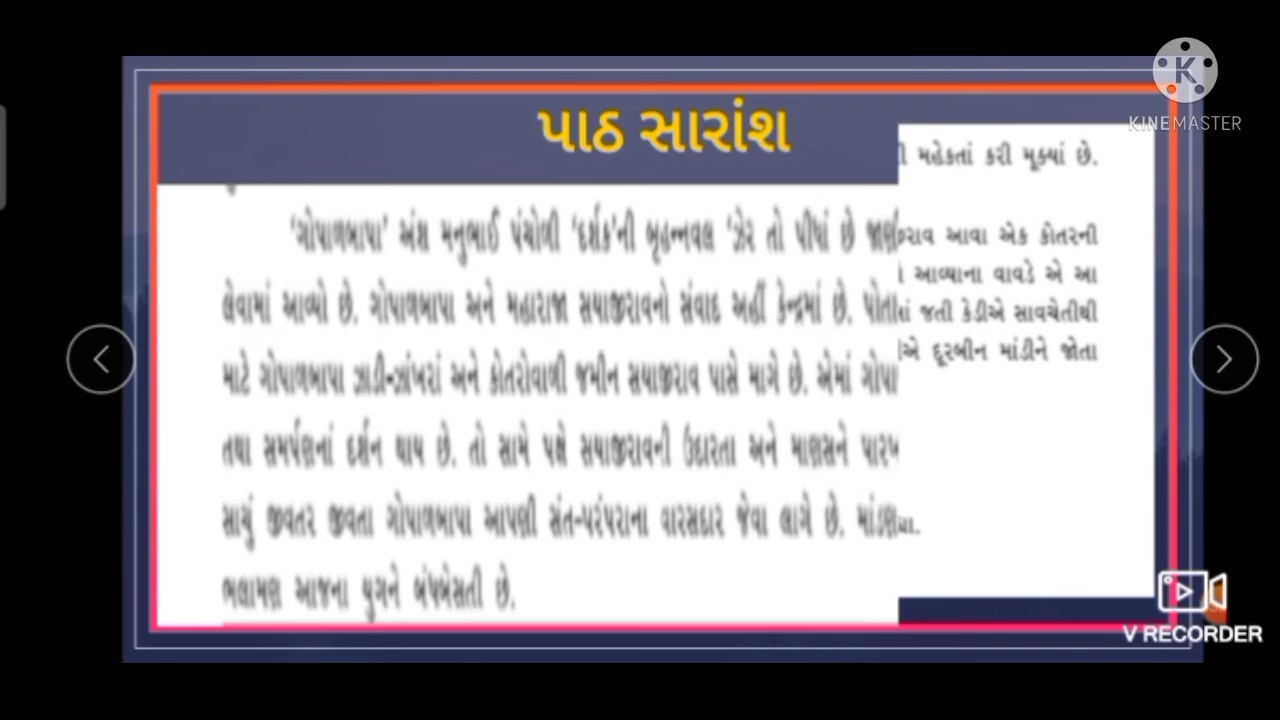 પાઠ સારાંશ
KINEMASTER
મહેકતાં કરી મૂક્યાં છે.
'ગોપાળબાપા' અંશ મનુભાઈ પંચોળી 'દર્શક'ની બૃહન્નવલ 'ઝેર તો પીધાં છે
આવા એક કોતરની
લેવામાં આવ્યો છે. ગોપાળબાપા અને મહારાજા સયાજીરાવનો સંવાદ અહીં કેન્દ્રમાં છે.
આવ્યાના વાવડે એ આ
જતી કેડીએ સાવચેતીથી
માટે ગોપાળબાપા ઝાડી-ઝાંખરાં અને કોતરોવાળી જમીન સયાજીરાવ પાસે માગે છે. એમાં
દૂરબીન માંડીને જોતા
તથા સમર્પણનાં દર્શન થાય છે. તો સામે પક્ષે સયાજીરાવની ઉદારતા અને માણસને
સાચું જીવતર જીવતા ગોપાળબાપા આપણી સંત-પરંપરાના વારસદાર જેવા લાગે છે.
ભલામણ આજના યુગને બંધબેસતી છે.
V RECORDER